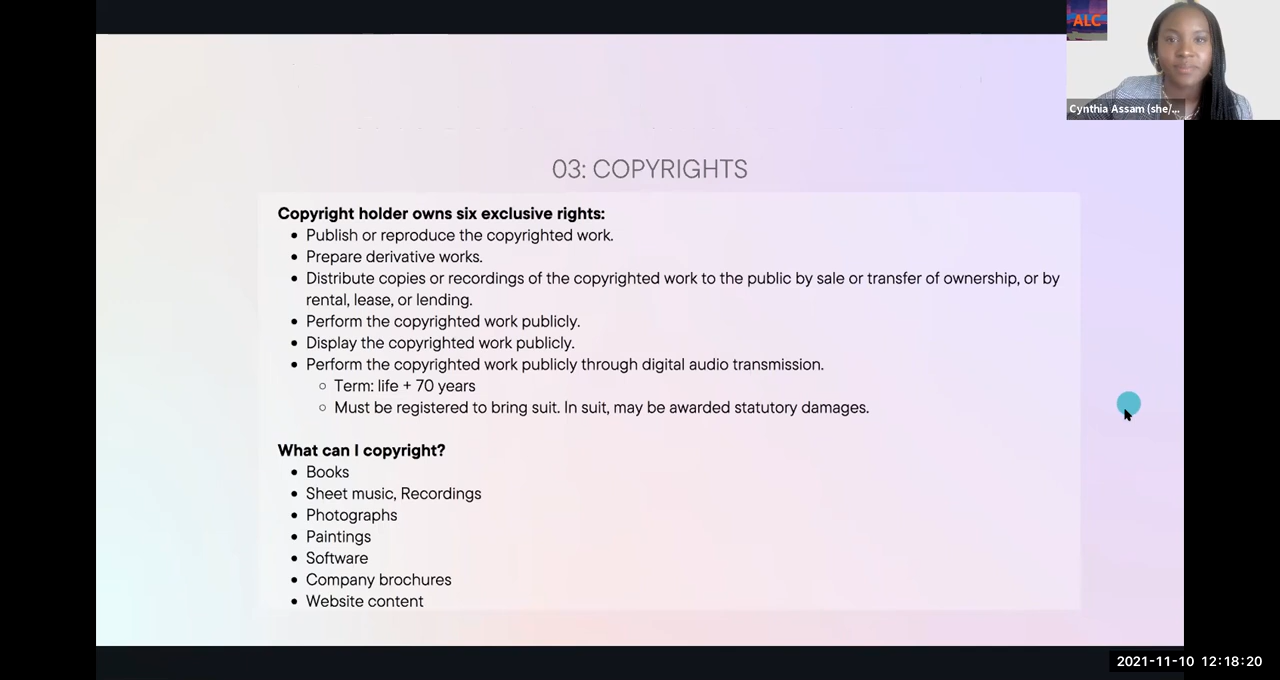 ALC
Cynthia Assam (she/...
03: COPYRIGHTS
Copyright holder owns six exclusive rights:
• Publish or reproduce the copyrighted work.
• Prepare derivative works.
• Distribute copies or recordings of the copyrighted work to the public by sale or transfer of ownership, or by
rental, lease, or lending.
• Perform the copyrighted work publicly.
• Display the copyrighted work publicly.
• Perform the copyrighted work publicly through digital audio transmission.
○ Term: life + 70 years
○ Must be registered to bring suit. In suit, may be awarded statutory damages.
What can I copyright?
• Books
• Sheet music, Recordings
• Photographs
• Paintings
• Software
• Company brochures
• Website content
2021-11-10 12:18:20